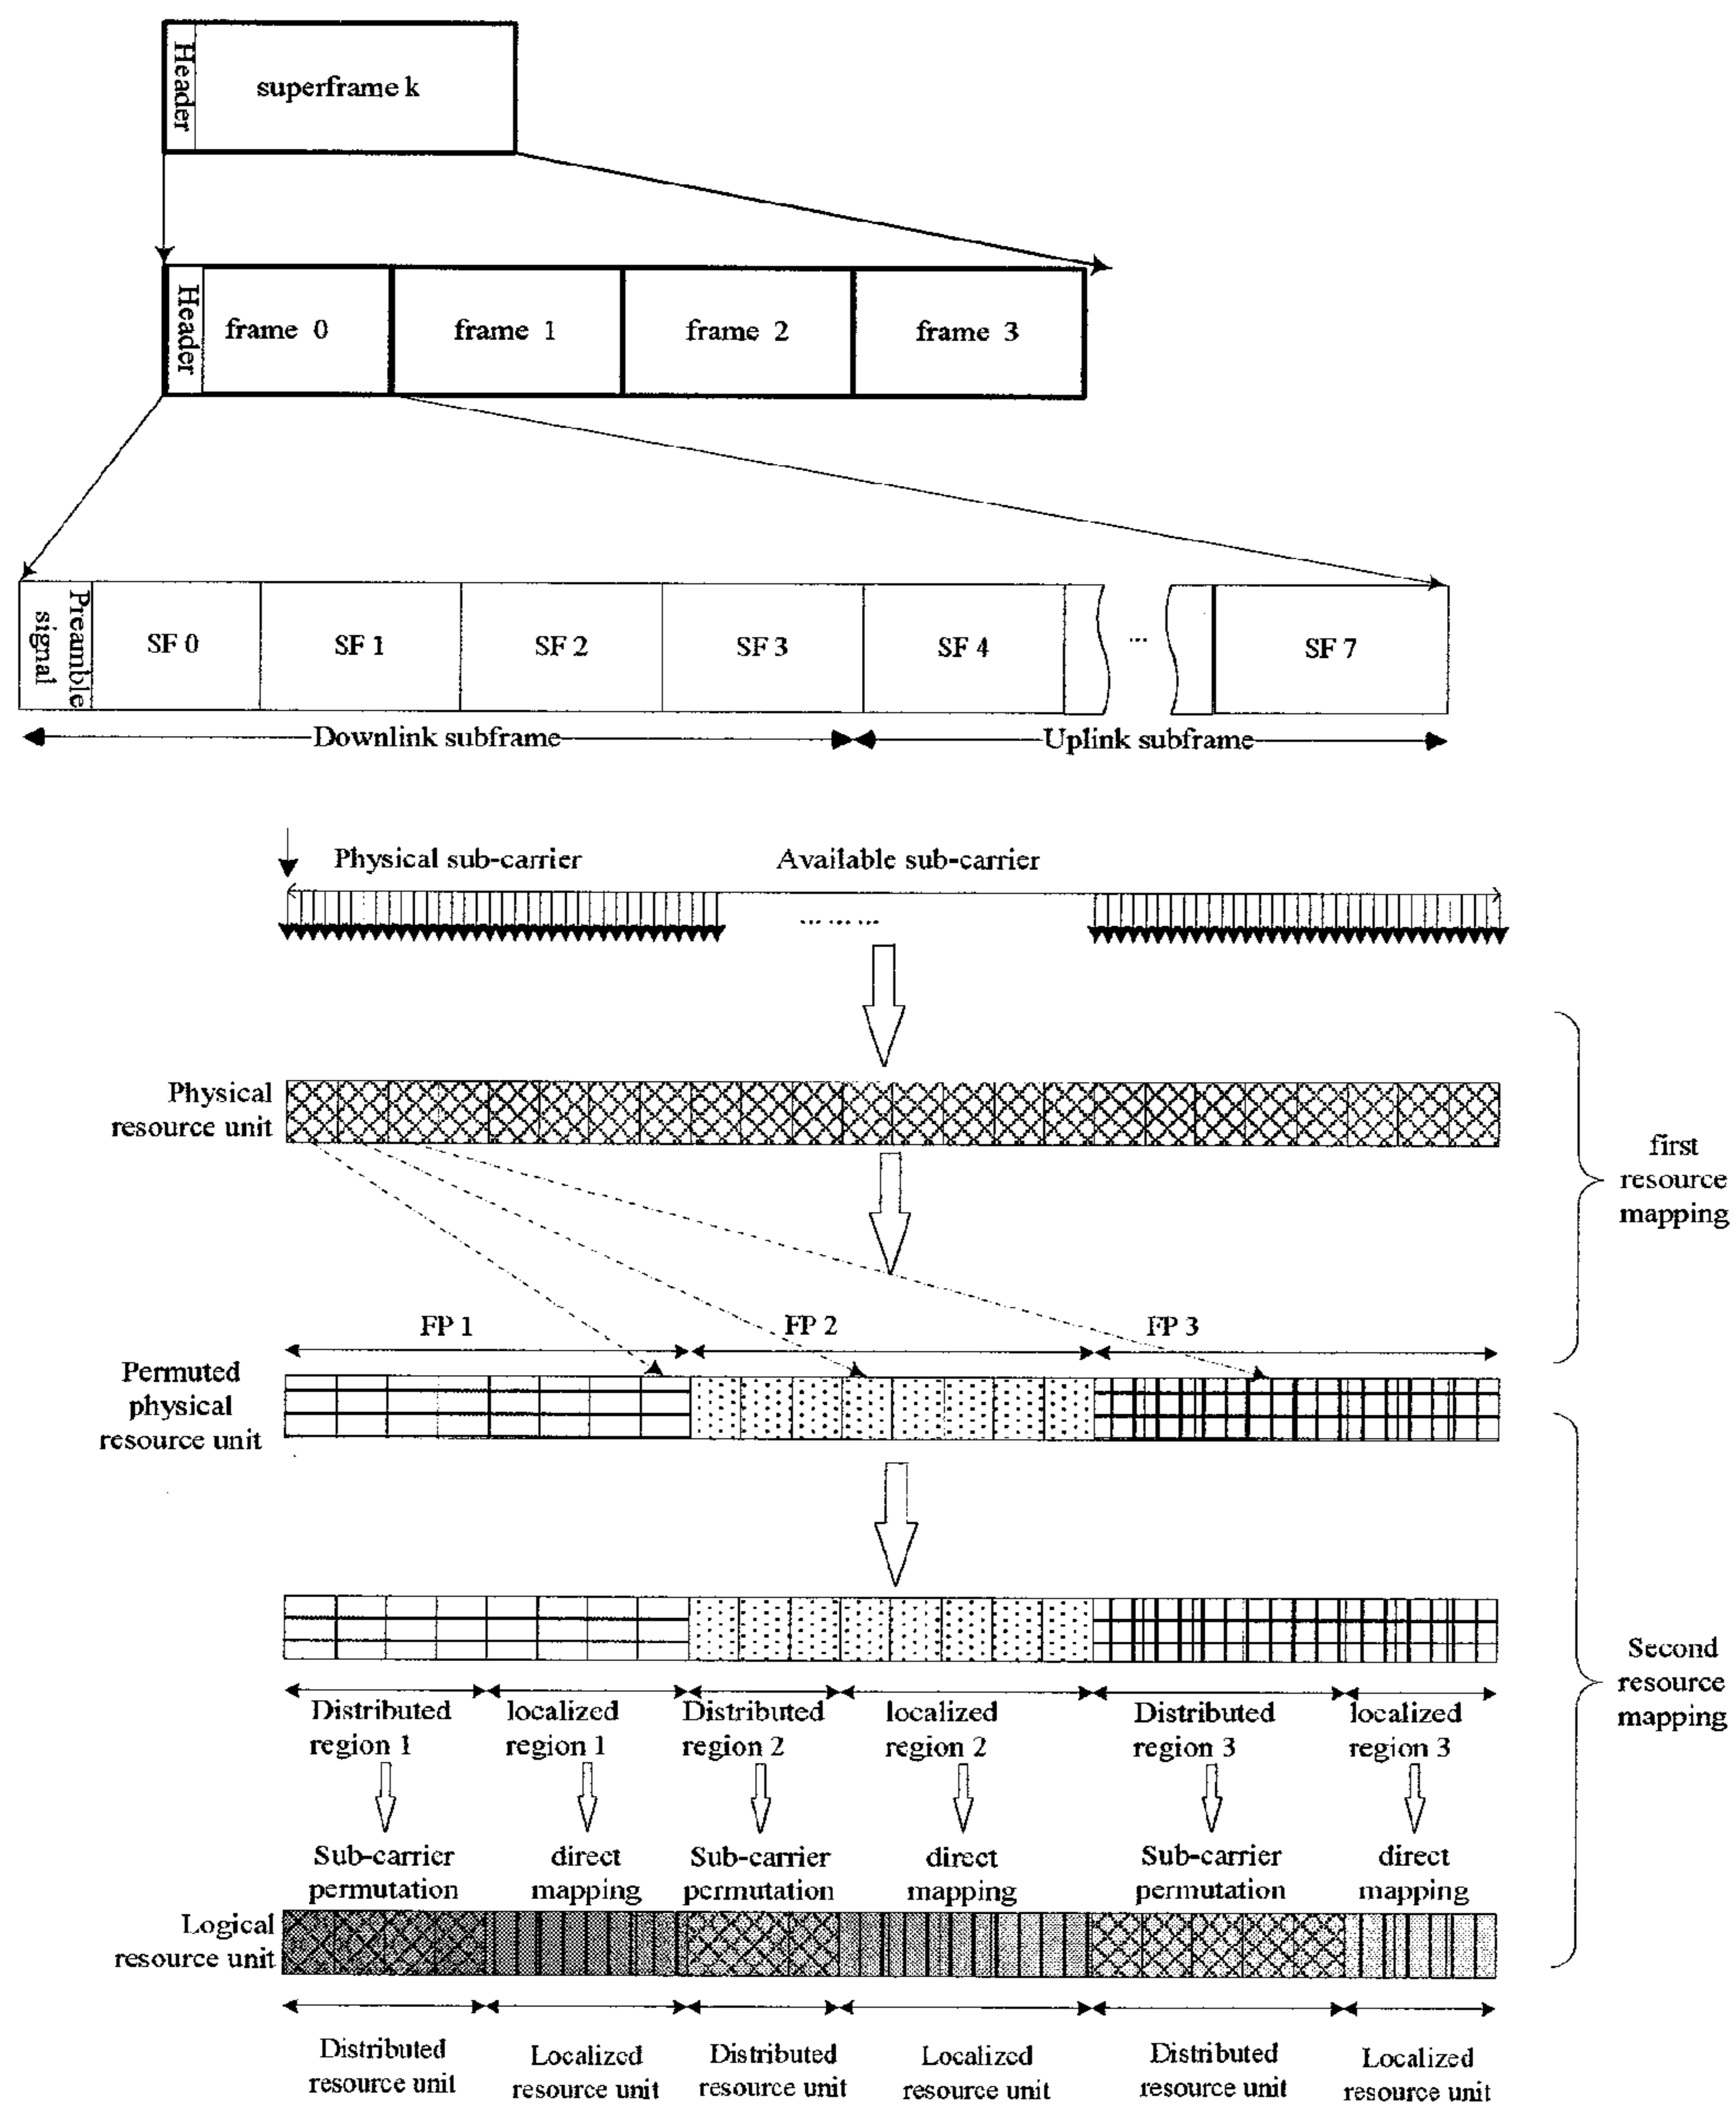 Header
superframe k
Header
frame 0
frame 1
frame 2
frame 3
Preamble
signal
SF 0
SF 1
SF 2
SF 3
SF 4
...
SF 7
Downlink subframe
Uplink subframe
Physical sub-carrier
Available sub-carrier
.........
Physical
resource unit
first
resource
mapping
FP 1
FP 2
FP 3
Permuted
physical
resource unit
Second
resource
mapping
Distributed
region 1
localized
region 1
Distributed
region 2
localized
region 2
Distributed
region 3
localized
region 3
Sub-carrier
permutation
direct
mapping
Sub-carrier
permutation
direct
mapping
Sub-carrier
permutation
direct
mapping
Logical
resource unit
Distributed
resource unit
Localized
resource unit
Distributed
resource unit
Localized
resource unit
Distributed
resource unit
Localized
resource unit